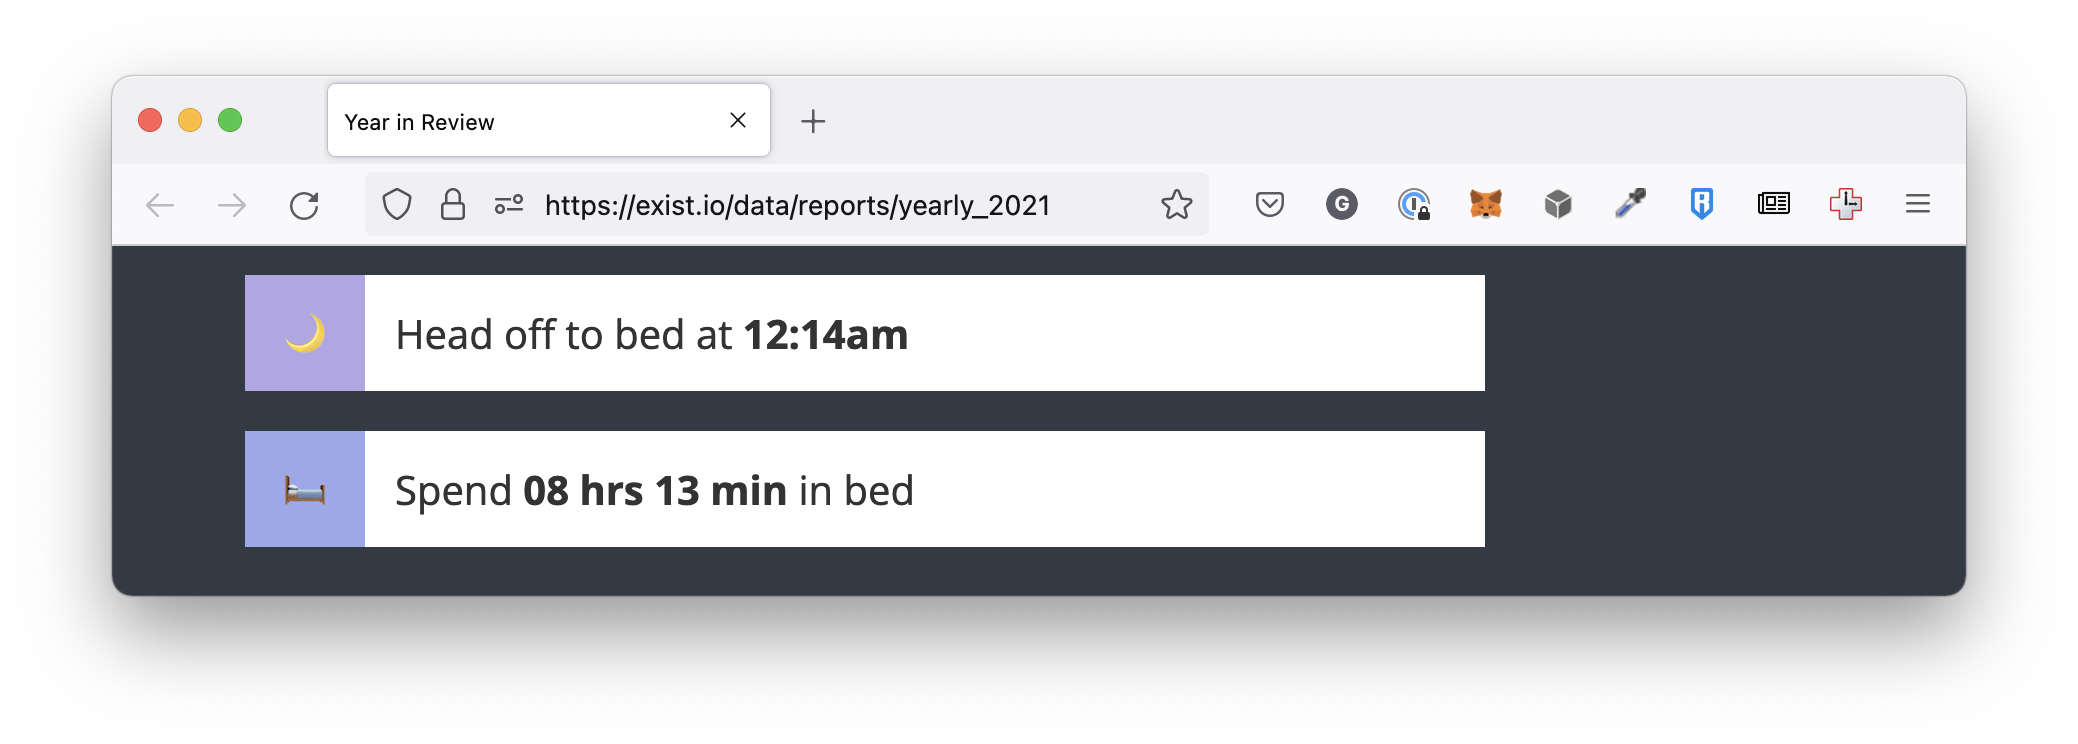 Year in Review
https://exist.io/data/reports/yearly_2021
G
R
Head off to bed at 12:14am
Spend 08 hrs 13 min in bed